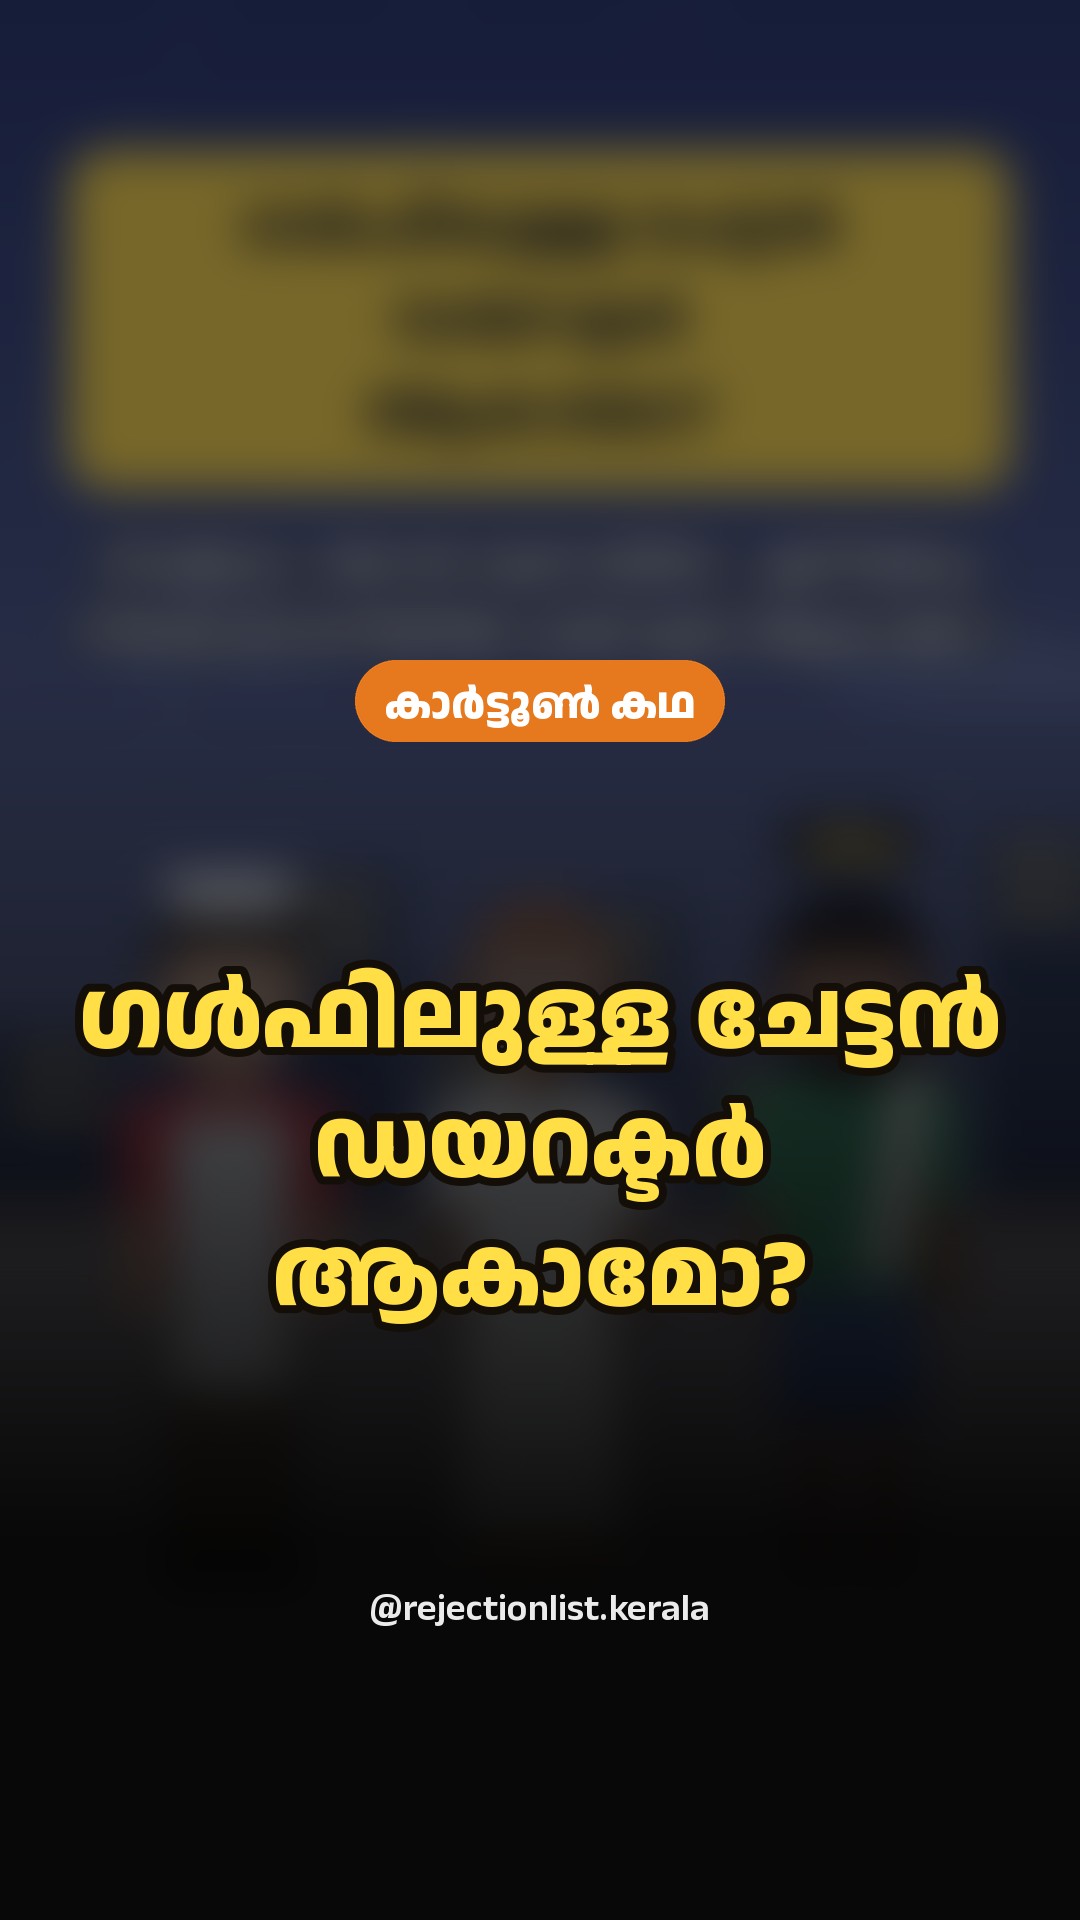 കാർട്ടൂൺ കഥ
ഗൾഫിലുള്ള ചേട്ടൻ
ഡയറക്ടർ
ആകാമോ?
@rejectionlist.kerala